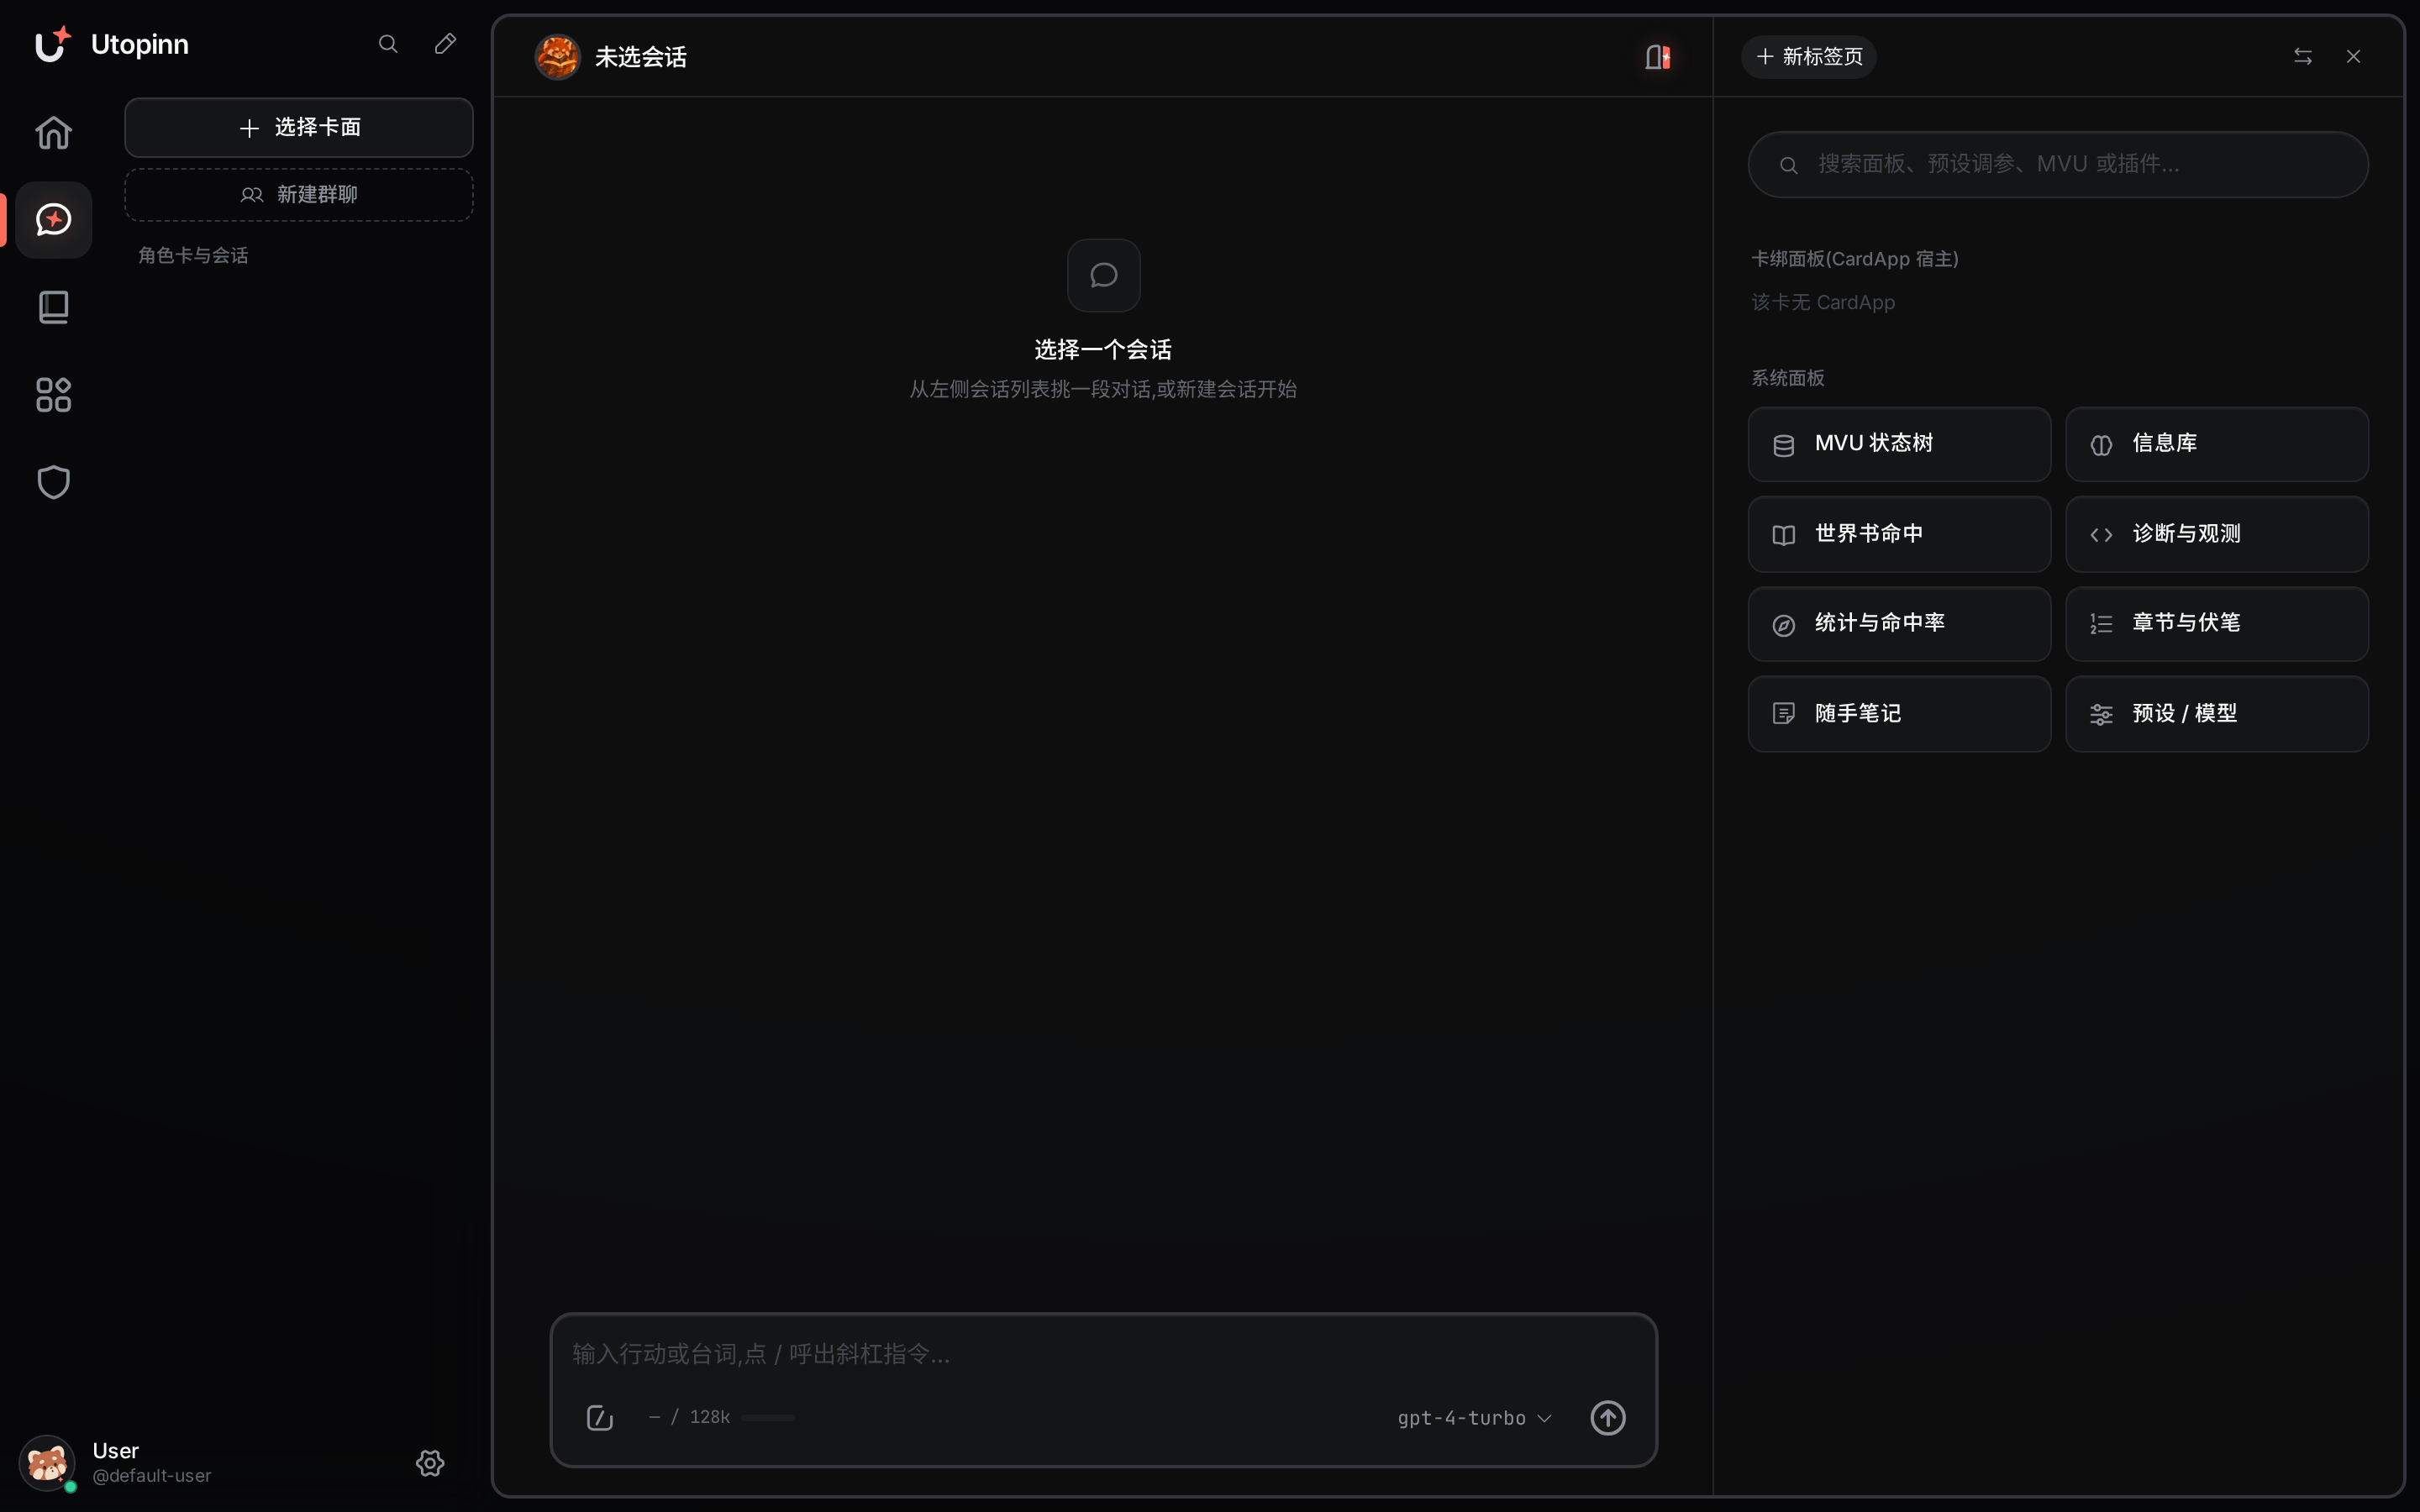 Utopinn
选择卡面
新建群聊
角色卡与会话
User
@default-user
未选会话
选择一个会话
从左侧会话列表挑一段对话,或新建会话开始
输入行动或台词,点 / 呼出斜杠指令...
– / 128k
gpt-4-turbo
新标签页
搜索面板、预设调参、MVU 或插件...
卡绑面板(CardApp 宿主)
该卡无 CardApp
系统面板
MVU 状态树
信息库
世界书命中
诊断与观测
统计与命中率
章节与伏笔
随手笔记
预设 / 模型